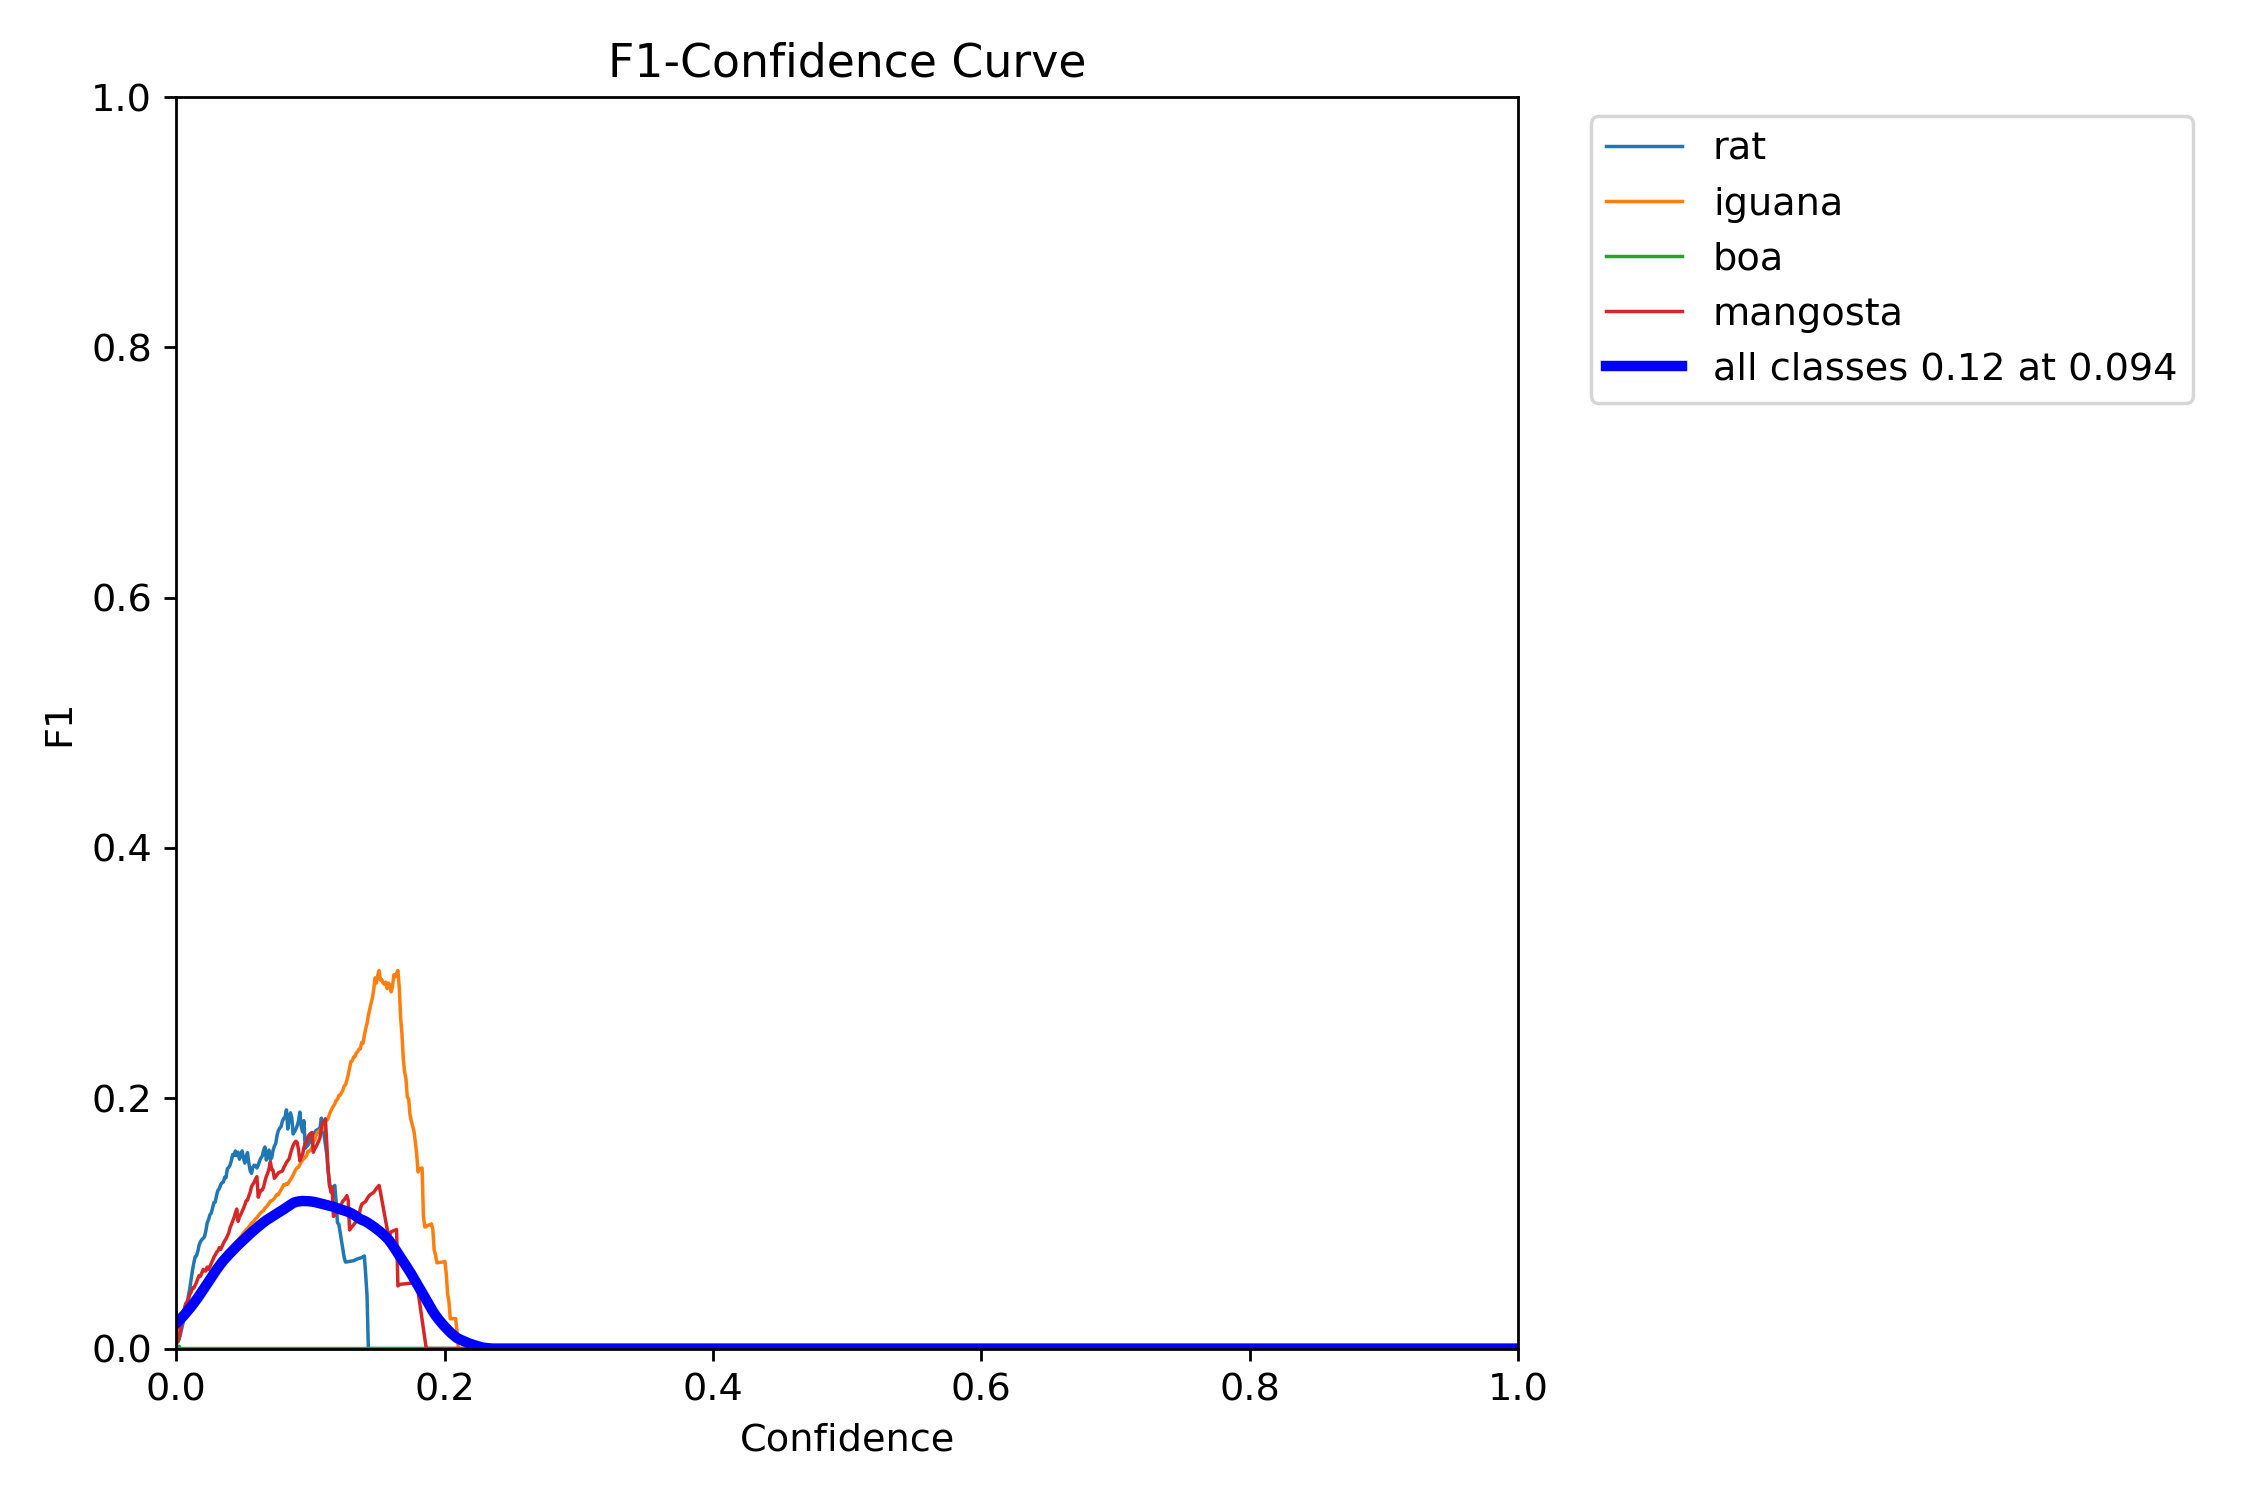 F1-Confidence Curve
1.0
0.8
0.6
0.4
0.2
0.0
F1
0.0 0.2 0.4 0.6 0.8 1.0
Confidence
rat
iguana
boa
mangosta
all classes 0.12 at 0.094